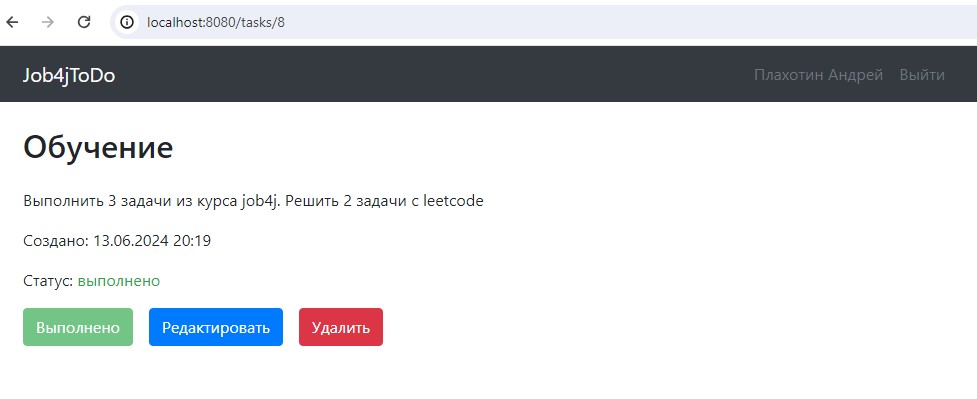 localhost:8080/tasks/8
Job4jToDo Плахотин Андрей Выйти
Обучение
Выполнить 3 задачи из курса job4j. Решить 2 задачи с leetcode
Создано: 13.06.2024 20:19
Статус: выполнено
Выполнено Редактировать Удалить